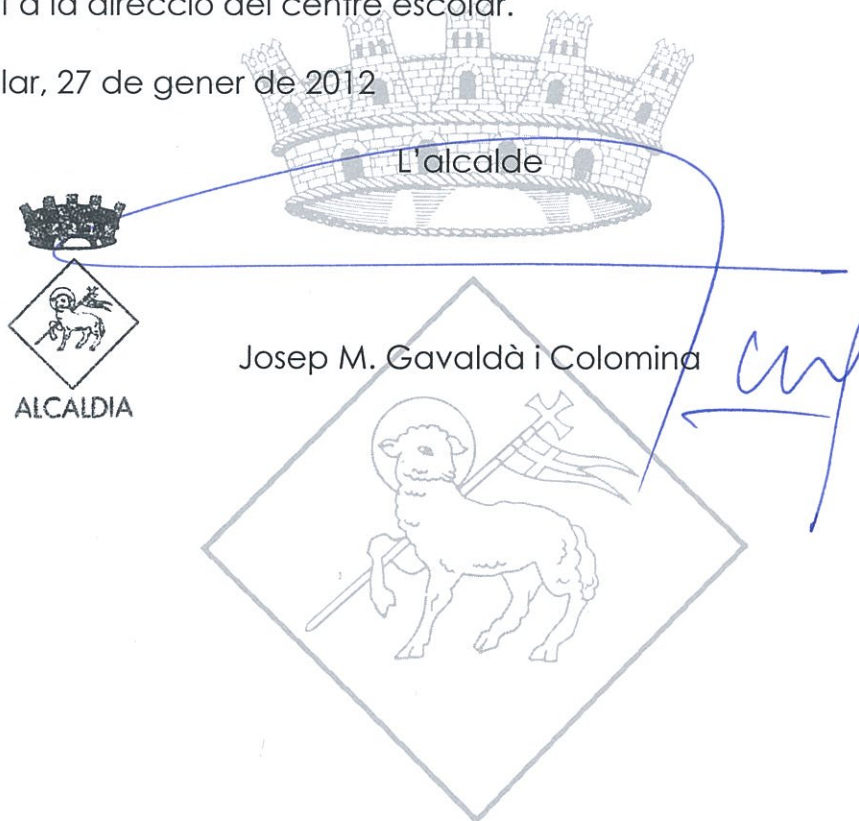 a la direcció del centre escolar.
lar, 27 de gener de 2012
L'alcalde
Josep M. Gavaldà i Colomina
ALCALDIA